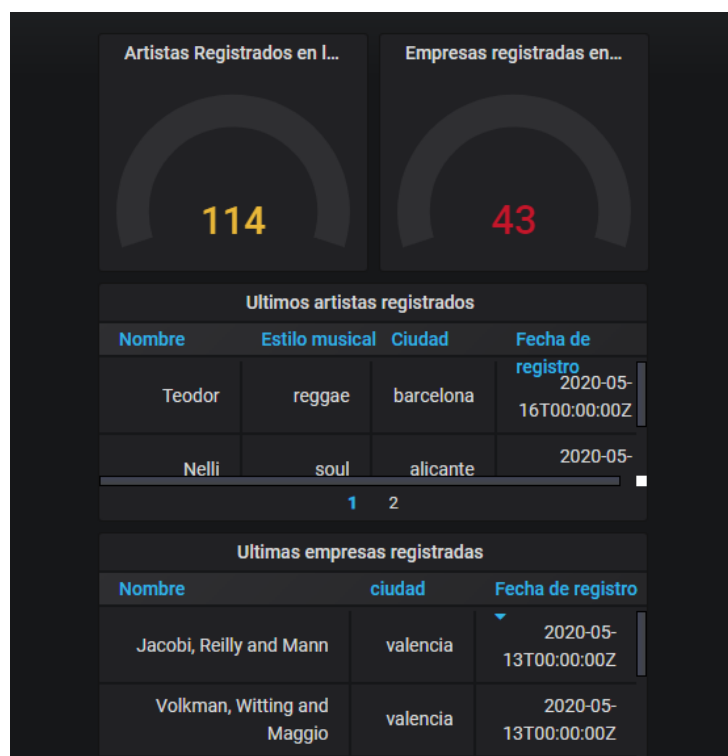 Artistas Registrados en l...
Empresas registradas en...
114
43
Ultimos artistas registrados
Nombre Estilo musical Ciudad Fecha de registro
Teodor reggae barcelona 2020-05-16T00:00:00Z
Nelli soul alicante 2020-05-
1 2
Ultimas empresas registradas
Nombre ciudad Fecha de registro
Jacobi, Reilly and Mann valencia 2020-05-13T00:00:00Z
Volkman, Witting and Maggio valencia 2020-05-13T00:00:00Z